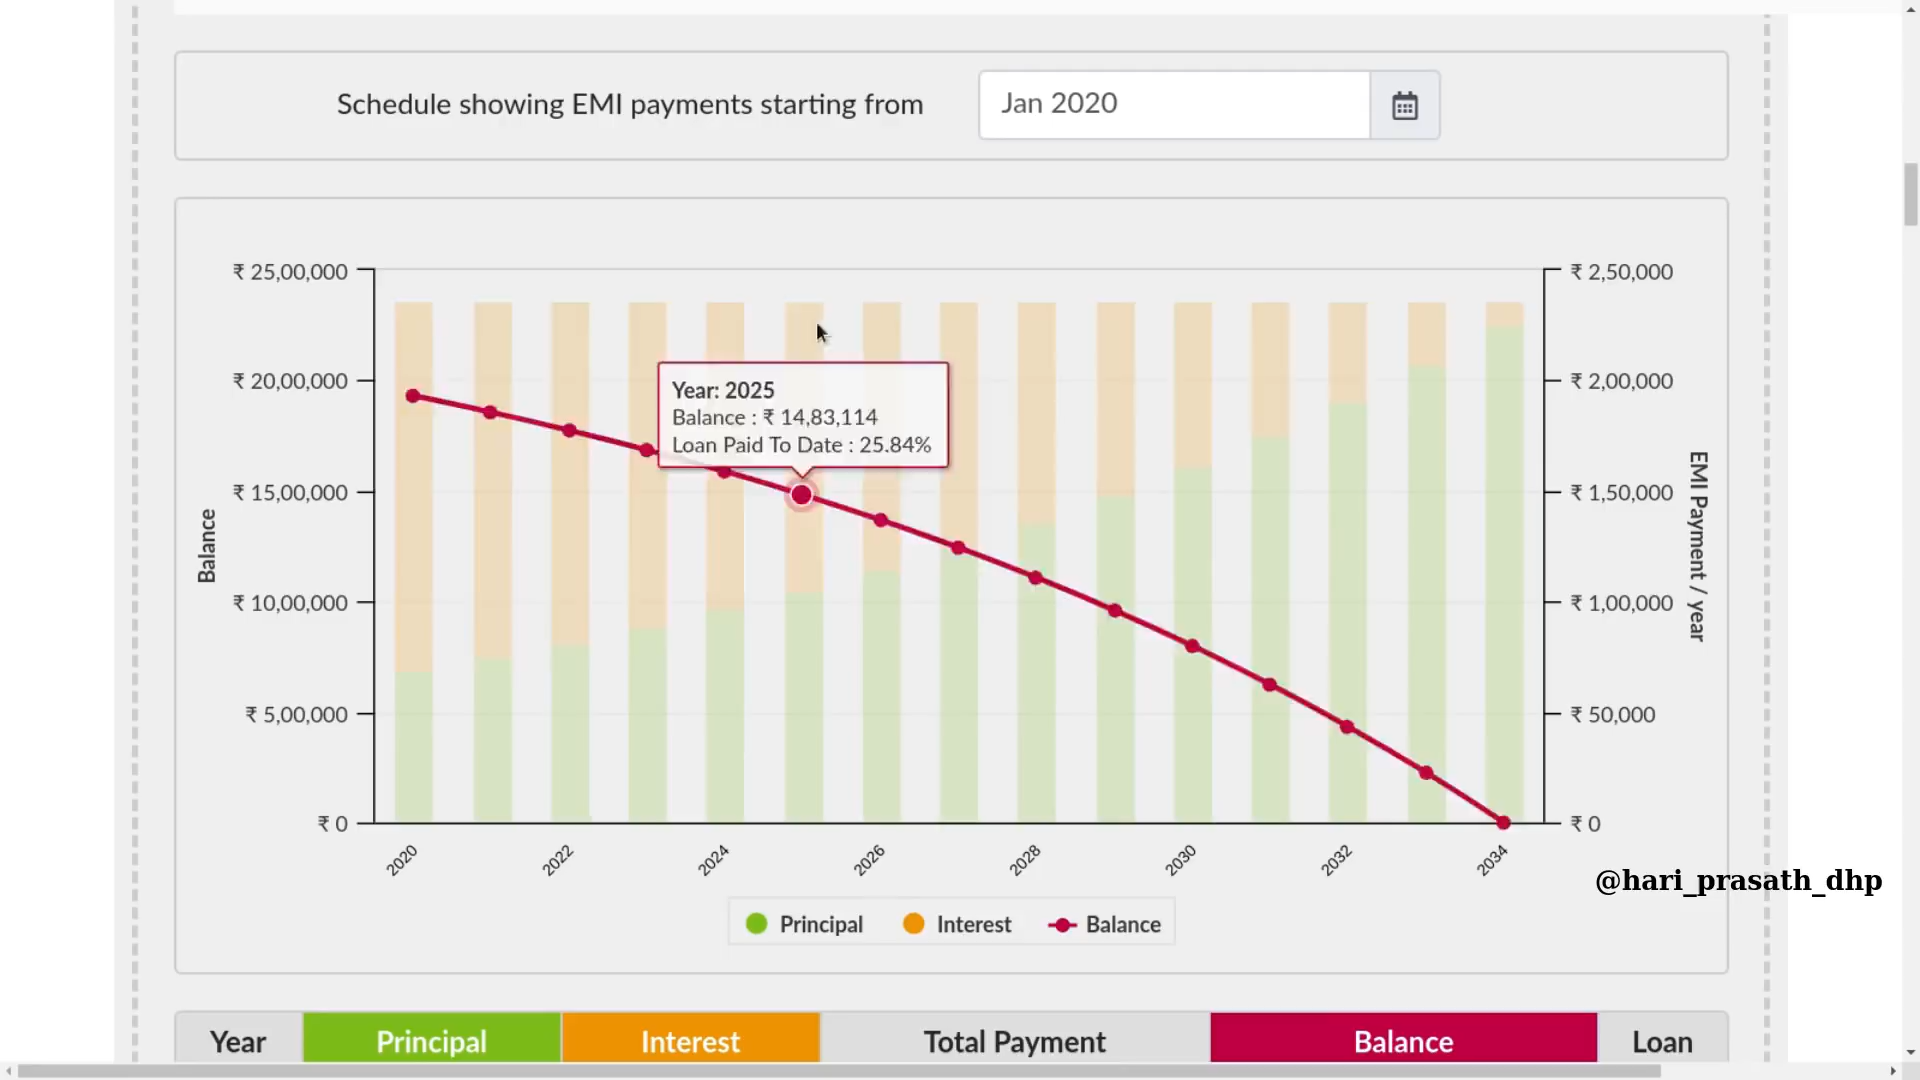 Schedule showing EMI payments starting from
Jan 2020
₹ 25,00,000
₹ 20,00,000
₹ 15,00,000
₹ 10,00,000
₹ 5,00,000
₹ 0
Balance
Year: 2025
Balance : ₹ 14,83,114
Loan Paid To Date : 25.84%
₹ 2,50,000
₹ 2,00,000
₹ 1,50,000
₹ 1,00,000
₹ 50,000
₹ 0
EMI Payment / year
2020 2022 2024 2026 2028 2030 2032 2034
@hari_prasath_dhp
Principal Interest Balance
Year Principal Interest Total Payment Balance Loan